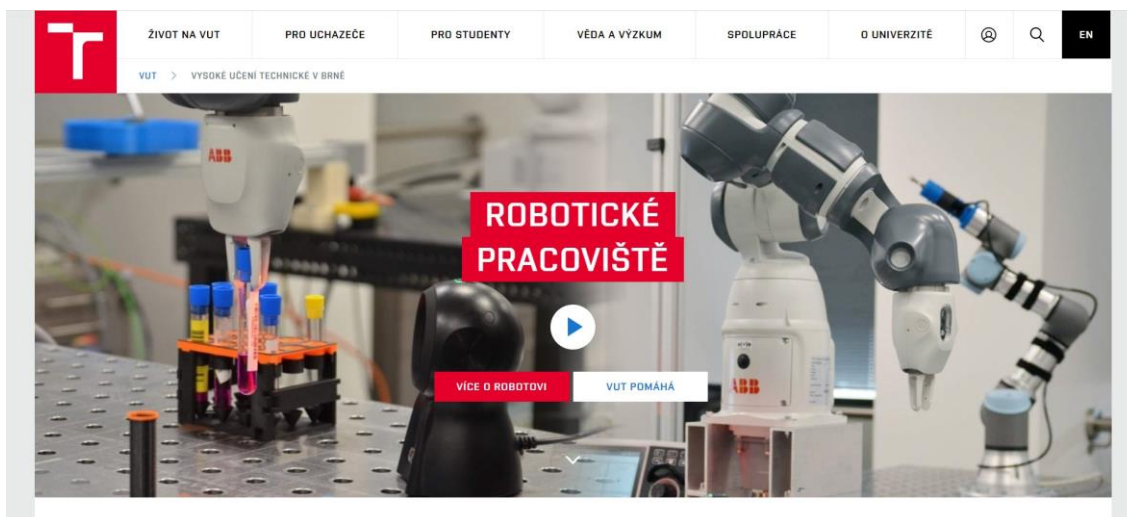 ŽIVOT NA VUT
PRO UCHAZEČE
PRO STUDENTY
VĚDA A VÝZKUM
SPOLUPRÁCE
O UNIVERZITĚ
EN
VUT > VYSOKÉ UČENÍ TECHNICKÉ V BRNĚ
ABB
ROBOTICKÉ
PRACOVIŠTĚ
VÍCE O ROBOTOVI
VUT POMÁHÁ
ABB